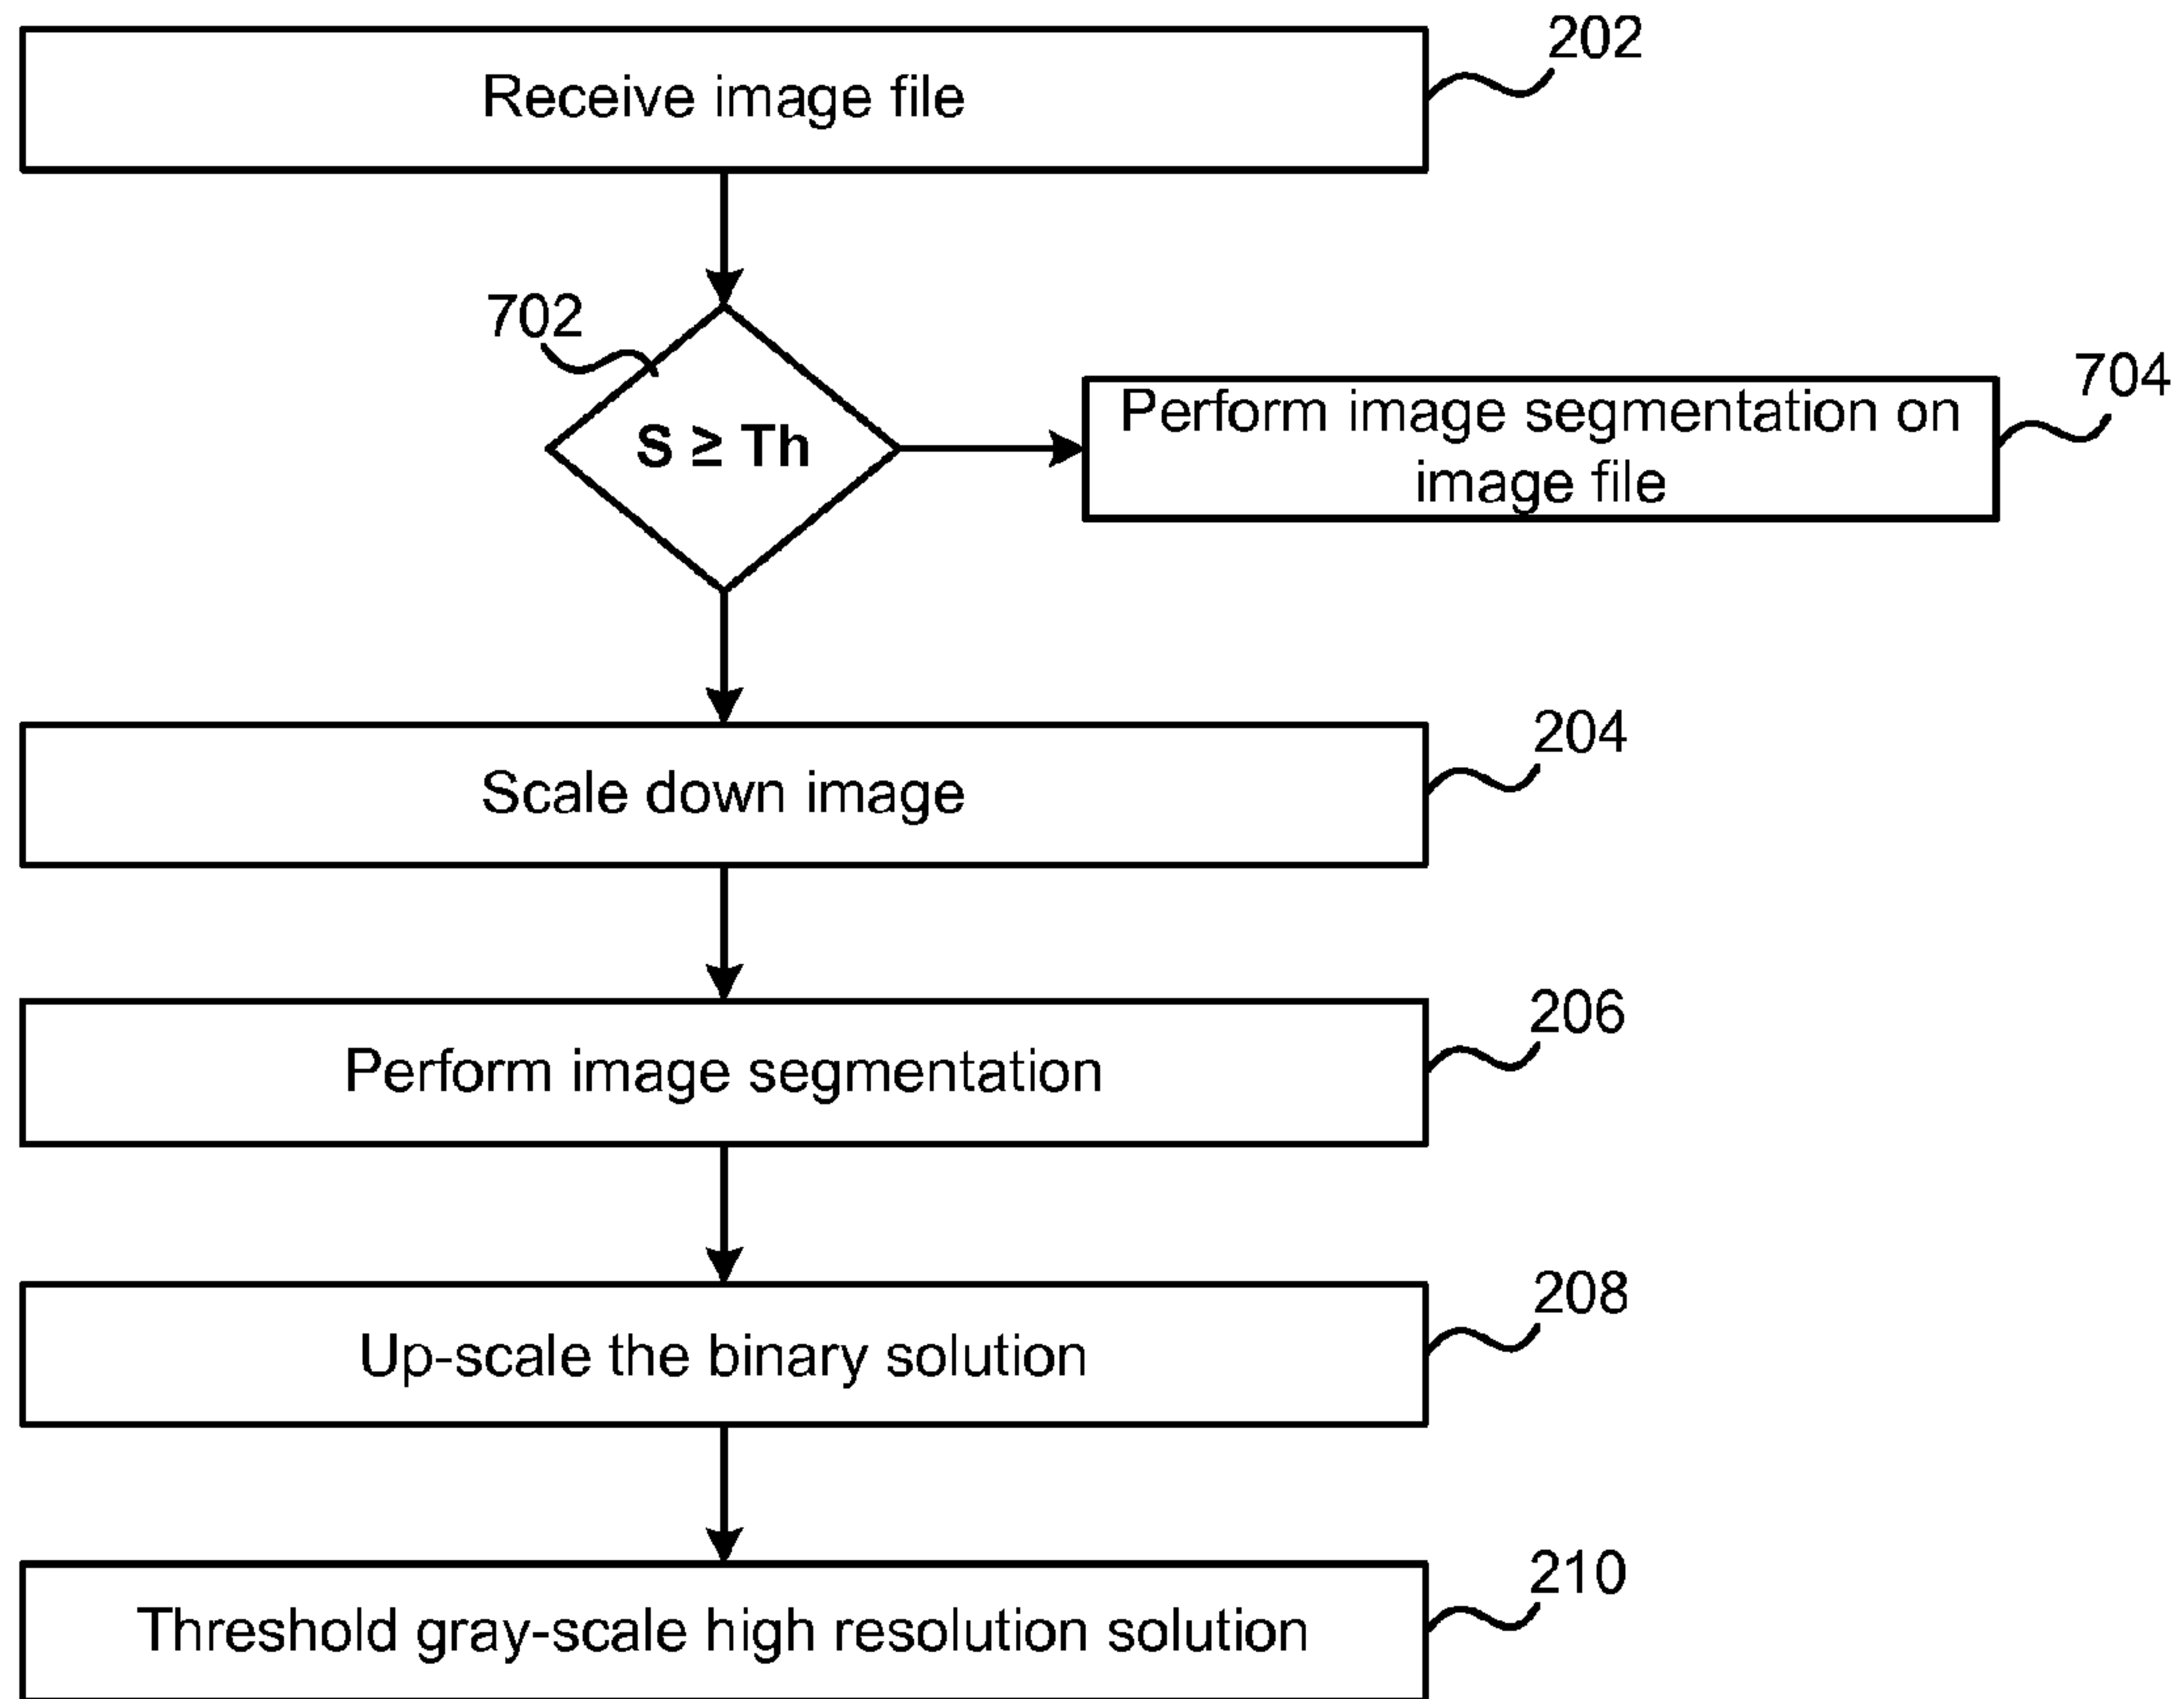 Receive image file
202
702
S ≥ Th
Perform image segmentation on
image file
704
Scale down image
204
Perform image segmentation
206
Up-scale the binary solution
208
Threshold gray-scale high resolution solution
210